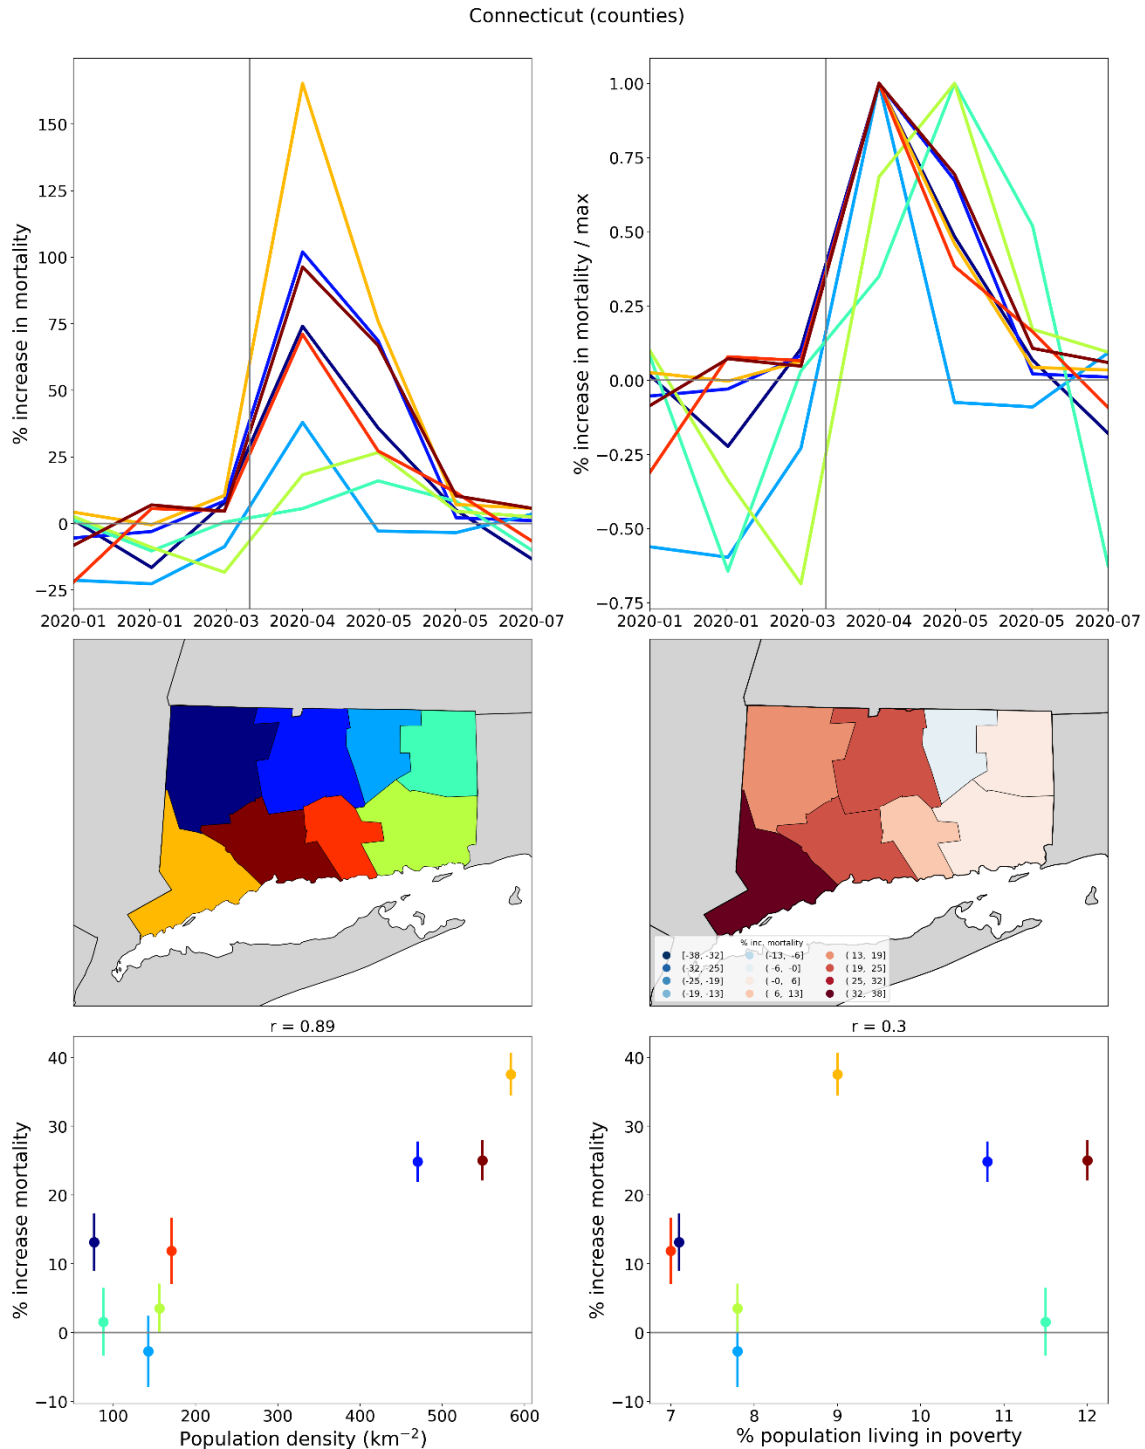 Connecticut (counties)
% increase in mortality
150
125
100
75
50
25
0
−25
2020-01 2020-01 2020-03 2020-04 2020-05 2020-05 2020-07
% increase in mortality / max
1.00
0.75
0.50
0.25
0.00
−0.25
−0.50
−0.75
2020-01 2020-01 2020-03 2020-04 2020-05 2020-05 2020-07
% inc. mortality
[-38, -32] (-13, -6] ( 13, 19]
(-32, -25] (-6, -0] ( 19, 25]
(-25, -19] (-0, 6] ( 25, 32]
(-19, -13] ( 6, 13] ( 32, 38]
r = 0.89
% increase mortality
40
30
20
10
0
−10
100 200 300 400 500 600
Population density (km⁻²)
r = 0.3
% increase mortality
40
30
20
10
0
−10
7 8 9 10 11 12
% population living in poverty